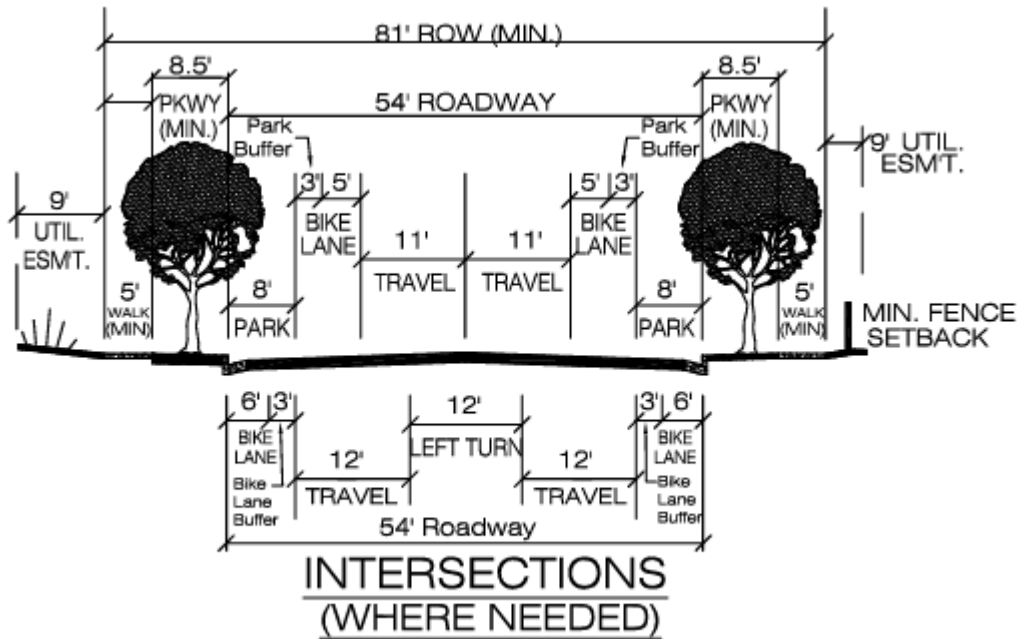 81' ROW (MIN.)
8.5'
8.5'
PKWY
(MIN.)
54' ROADWAY
PKWY
(MIN.)
Park
Buffer
Park
Buffer
9' UTIL.
ESM'T.
3'
5'
5'
3'
9'
UTIL.
ESM'T.
BIKE
LANE
BIKE
LANE
11'
TRAVEL
11'
TRAVEL
5'
WALK
(MIN)
8'
PARK
8'
PARK
5'
WALK
(MIN)
MIN. FENCE
SETBACK
6'
3'
12'
3'
6'
BIKE
LANE
LEFT TURN
BIKE
LANE
Bike
Lane
Buffer
12'
TRAVEL
12'
TRAVEL
Bike
Lane
Buffer
54' Roadway
INTERSECTIONS
(WHERE NEEDED)